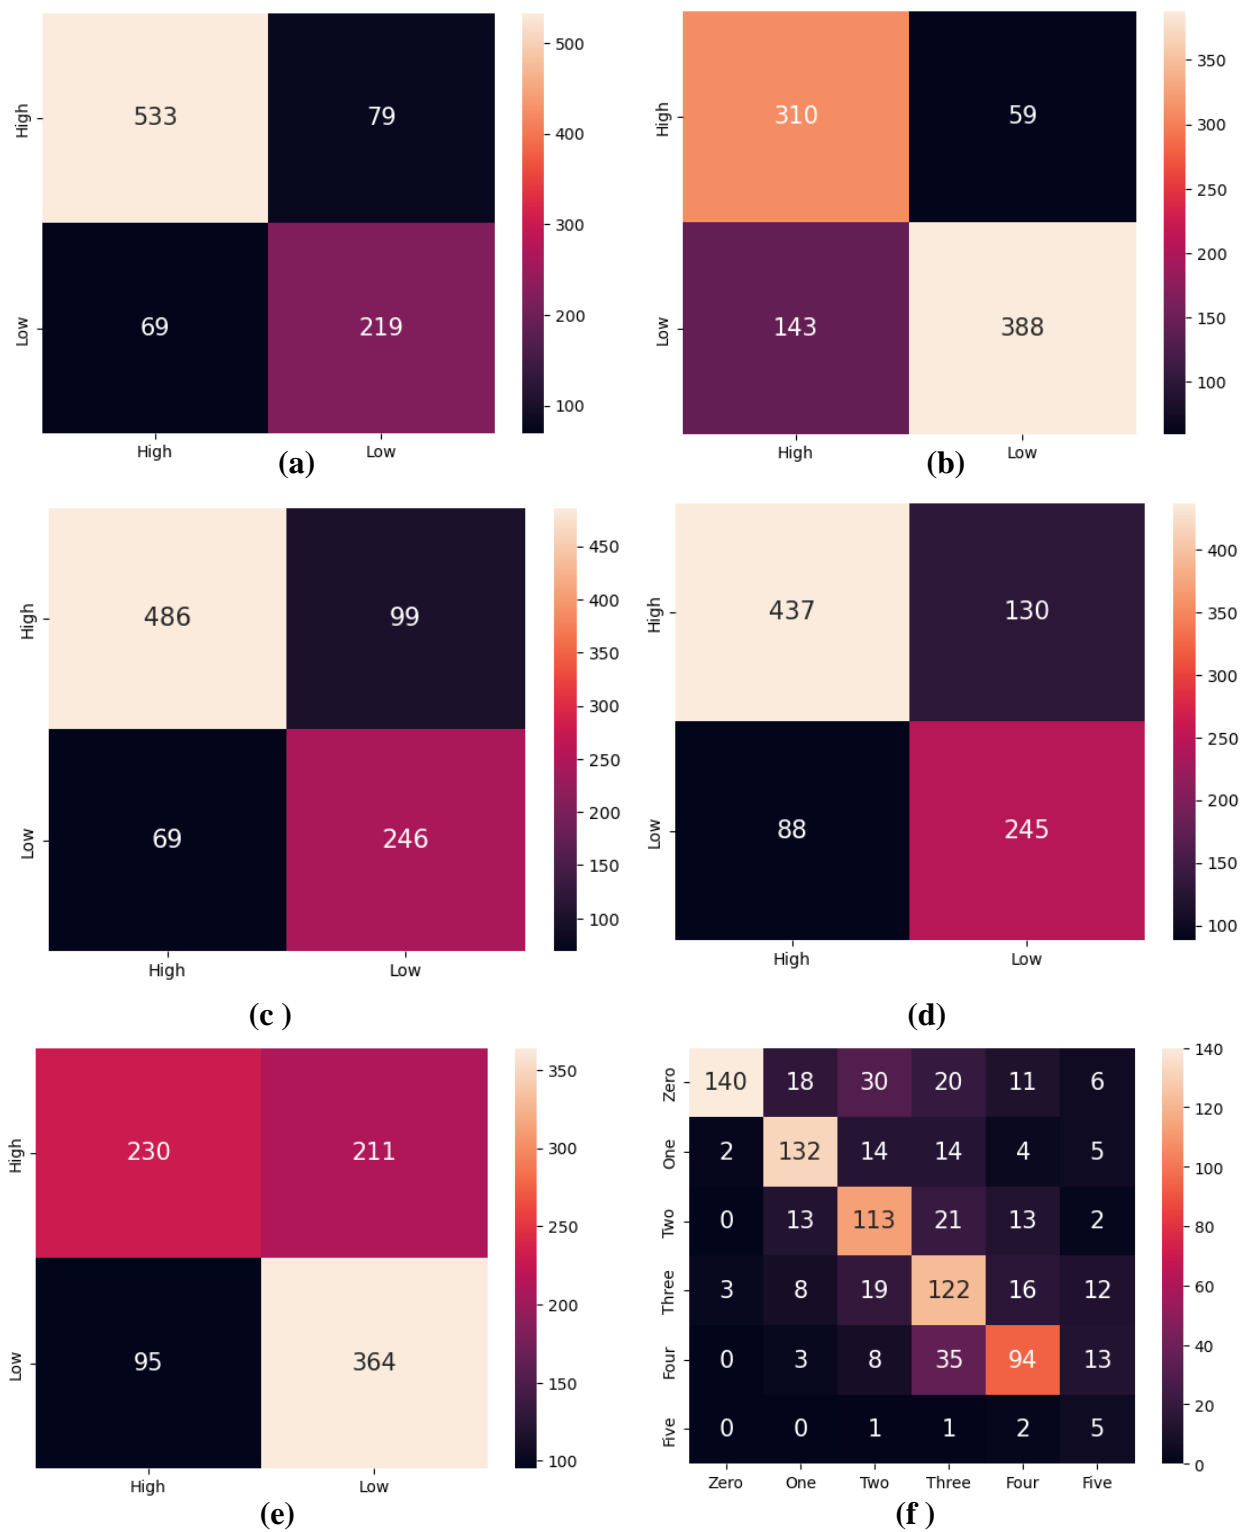 High 533 79
Low 69 219
High Low
500
400
300
200
100
(a)
High 310 59
Low 143 388
High Low
350
300
250
200
150
100
(b)
High 486 99
Low 69 246
High Low
450
400
350
300
250
200
150
100
(c )
High 437 130
Low 88 245
High Low
400
350
300
250
200
150
100
(d)
High 230 211
Low 95 364
High Low
350
300
250
200
150
100
(e)
Zero 140 18 30 20 11 6
One 2 132 14 14 4 5
Two 0 13 113 21 13 2
Three 3 8 19 122 16 12
Four 0 3 8 35 94 13
Five 0 0 1 1 2 5
Zero One Two Three Four Five
140
120
100
80
60
40
20
0
(f )